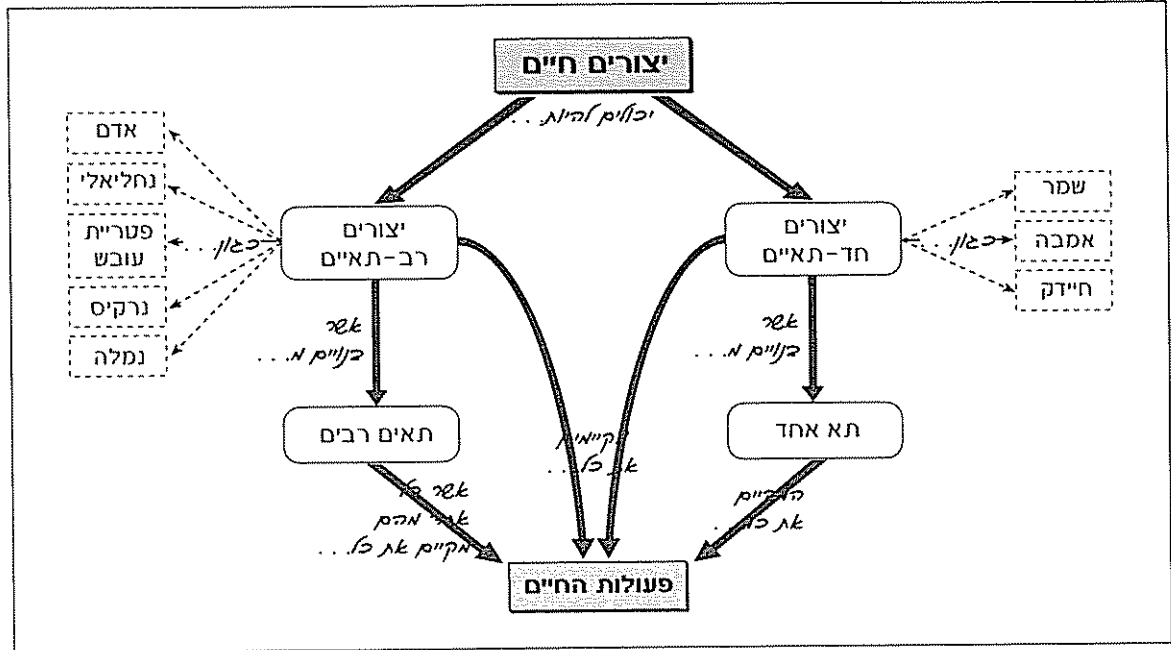 יצורים חיים
יכולים להיות...
יצורים
חד-תאיים
כגון...
שמר
אמבה
חיידק
יצורים
רב-תאיים
כגון...
אדם
נחליאלי
פטריית
עובש
נרקיס
נמלה
אשר
בנויים מ...
תא אחד
אשר
בנויים מ...
תאים רבים
המקיים
את כל...
מקיימים
את כל...
אשר כל
אחד מהם
מקיים את כל...
פעולות החיים